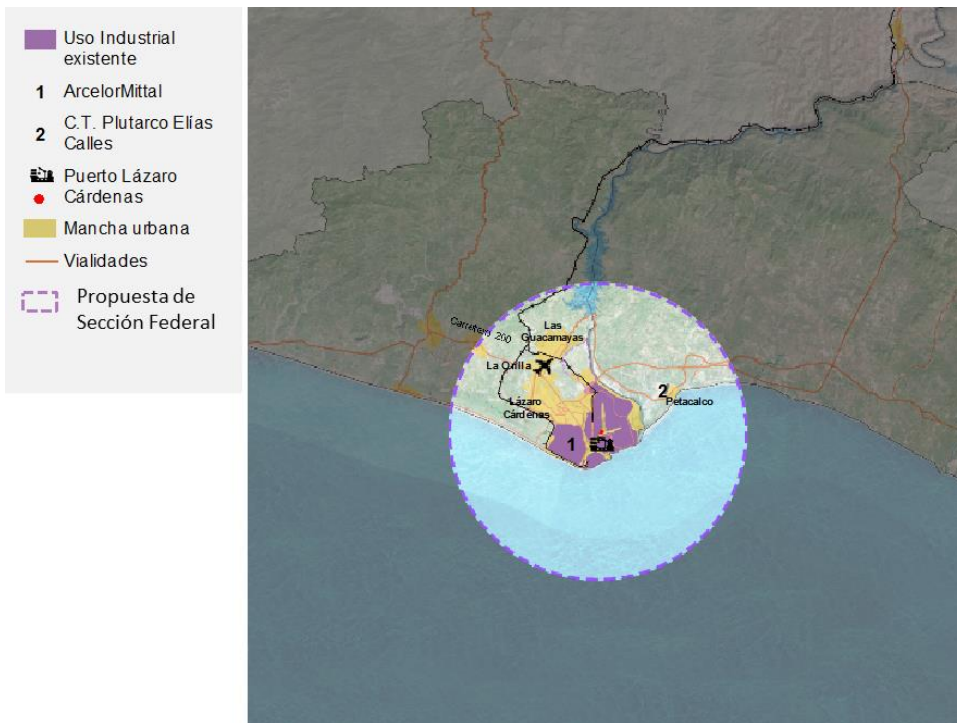 Uso Industrial
existente
1 ArcelorMittal
2 C.T. Plutarco Elías
Calles
Puerto Lázaro
Cárdenas
Mancha urbana
Vialidades
Propuesta de
Sección Federal
Carretera 200
Las
Guacamayas
La Orilla
Lázaro
Cárdenas
2
Petacalco
1